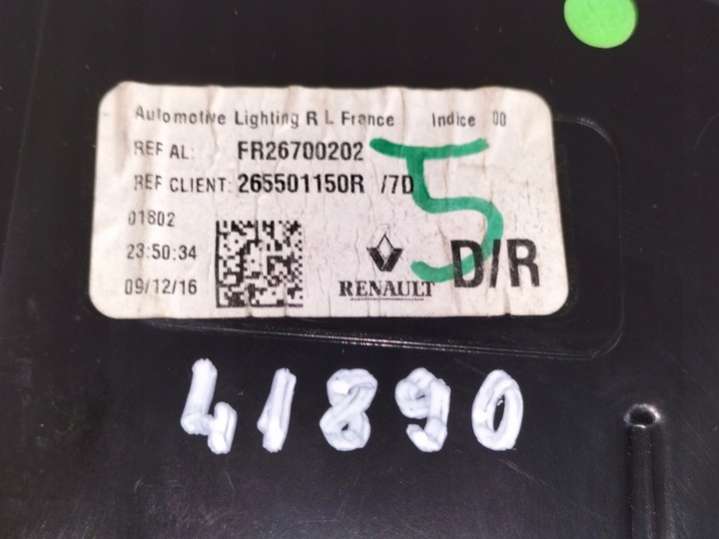 Automotive Lighting R L France Indice 00
REF AL: FR26700202
REF CLIENT: 265501150R /7D
01802
23:50:34
09/12/16
RENAULT
D/R
5
41890